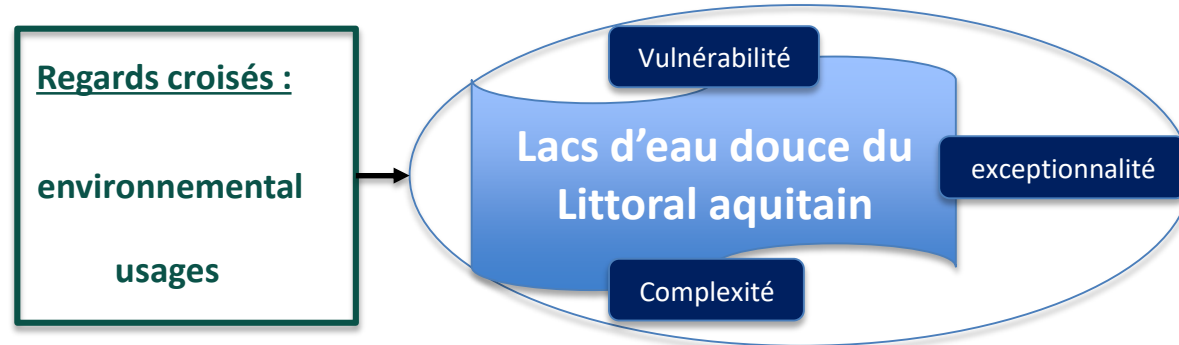 Regards croisés :
environnemental
usages
Vulnérabilité
Lacs d’eau douce du
Littoral aquitain
exceptionnalité
Complexité